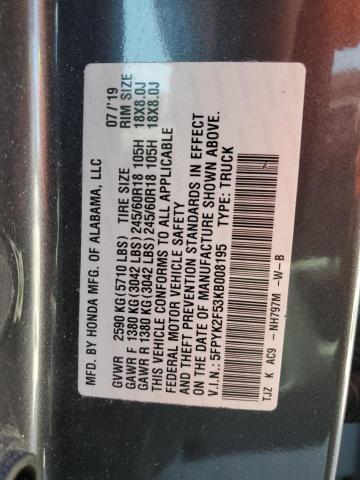 MFD. BY HONDA MFG. OF ALABAMA, LLC 07/'19
GVWR 2590 KG(5710 LBS) TIRE SIZE RIM SIZE
GAWR F 1380 KG(3042 LBS) 245/60R18 105H 18X8.0J
GAWR R 1380 KG(3042 LBS) 245/60R18 105H 18X8.0J
THIS VEHICLE CONFORMS TO ALL APPLICABLE
FEDERAL MOTOR VEHICLE SAFETY
AND THEFT PREVENTION STANDARDS IN EFFECT
ON THE DATE OF MANUFACTURE SHOWN ABOVE.
V.I.N.: 5FPYK2F53KB008195 TYPE: TRUCK
TJZ K AC9 -NH797M -W-B